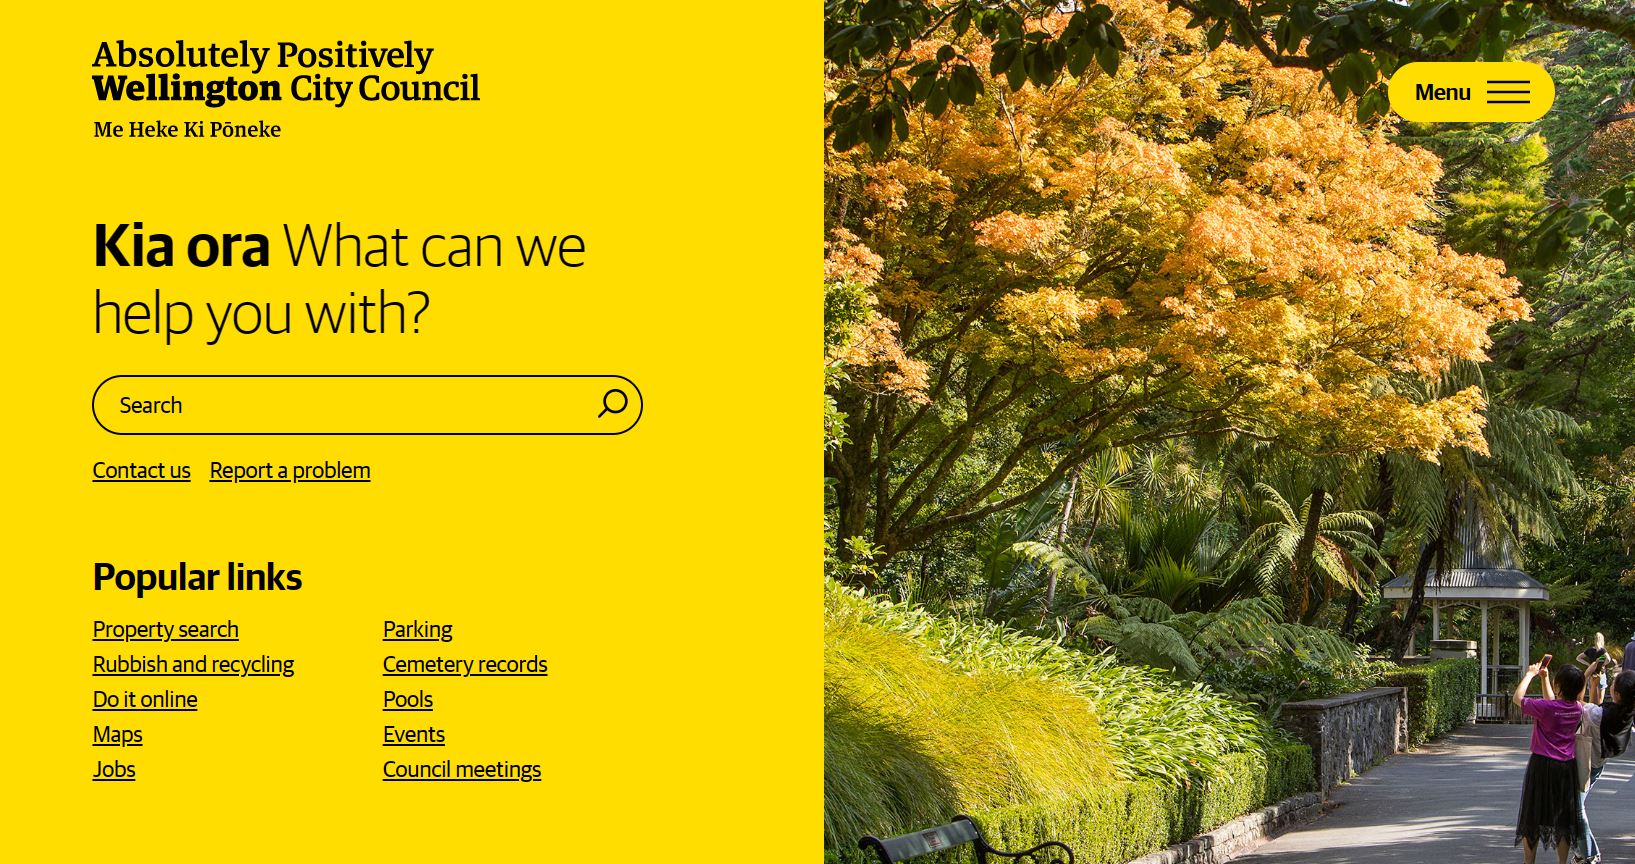 Absolutely Positively
Wellington City Council
Me Heke Ki Pōneke
Menu
Kia ora What can we
help you with?
Search
Contact us Report a problem
Popular links
Property search
Rubbish and recycling
Do it online
Maps
Jobs
Parking
Cemetery records
Pools
Events
Council meetings